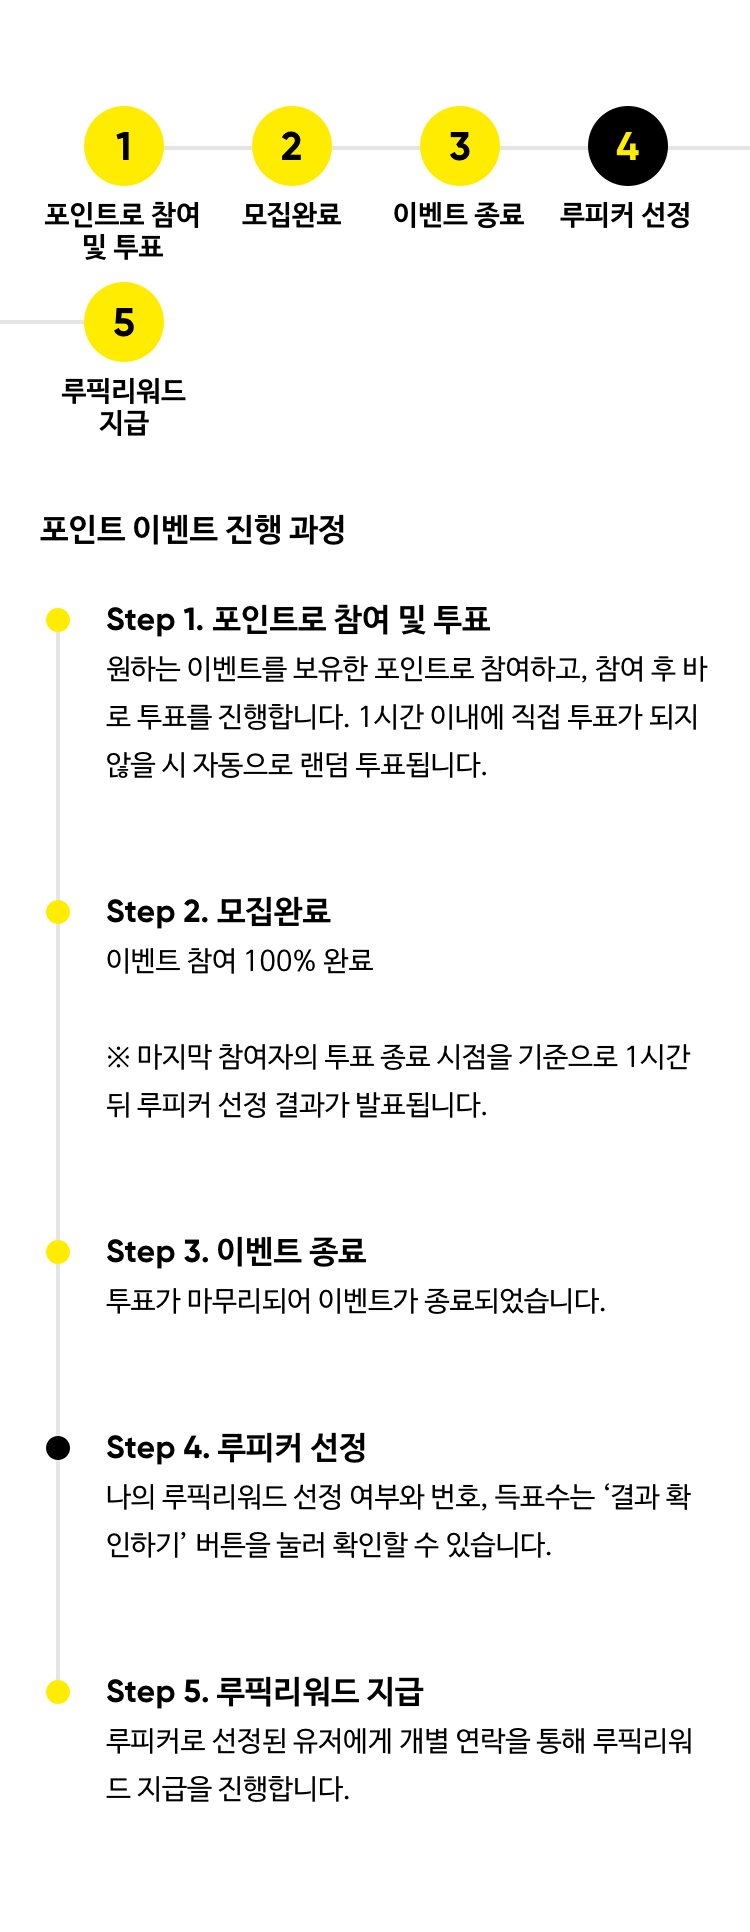 1
2
3
4
포인트로 참여
및 투표
모집완료
이벤트 종료
루피커 선정
5
루픽리워드
지급
포인트 이벤트 진행 과정
Step 1. 포인트로 참여 및 투표
원하는 이벤트를 보유한 포인트로 참여하고, 참여 후 바
로 투표를 진행합니다. 1시간 이내에 직접 투표가 되지
않을 시 자동으로 랜덤 투표됩니다.
Step 2. 모집완료
이벤트 참여 100% 완료
※ 마지막 참여자의 투표 종료 시점을 기준으로 1시간
뒤 루피커 선정 결과가 발표됩니다.
Step 3. 이벤트 종료
투표가 마무리되어 이벤트가 종료되었습니다.
Step 4. 루피커 선정
나의 루픽리워드 선정 여부와 번호, 득표수는 ‘결과 확
인하기’ 버튼을 눌러 확인할 수 있습니다.
Step 5. 루픽리워드 지급
루피커로 선정된 유저에게 개별 연락을 통해 루픽리워
드 지급을 진행합니다.